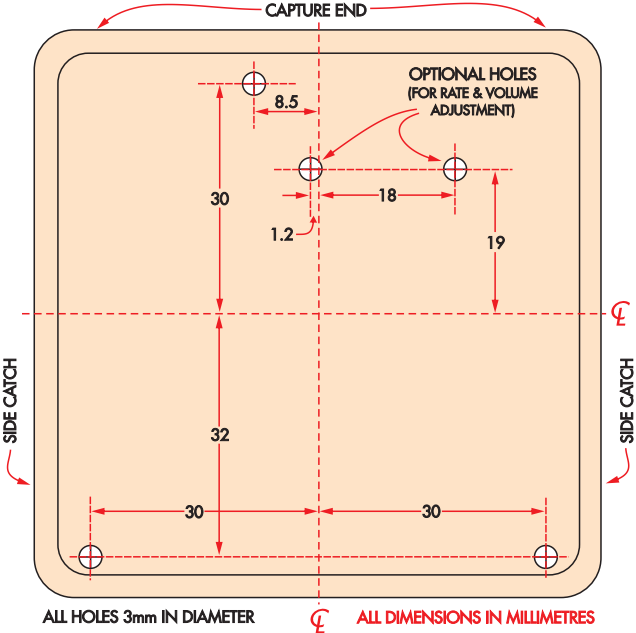 CAPTURE END
OPTIONAL HOLES
(FOR RATE & VOLUME
ADJUSTMENT)
8.5
30
18
1.2
19
℄
SIDE CATCH
SIDE CATCH
32
30
30
ALL HOLES 3mm IN DIAMETER
℄
ALL DIMENSIONS IN MILLIMETRES